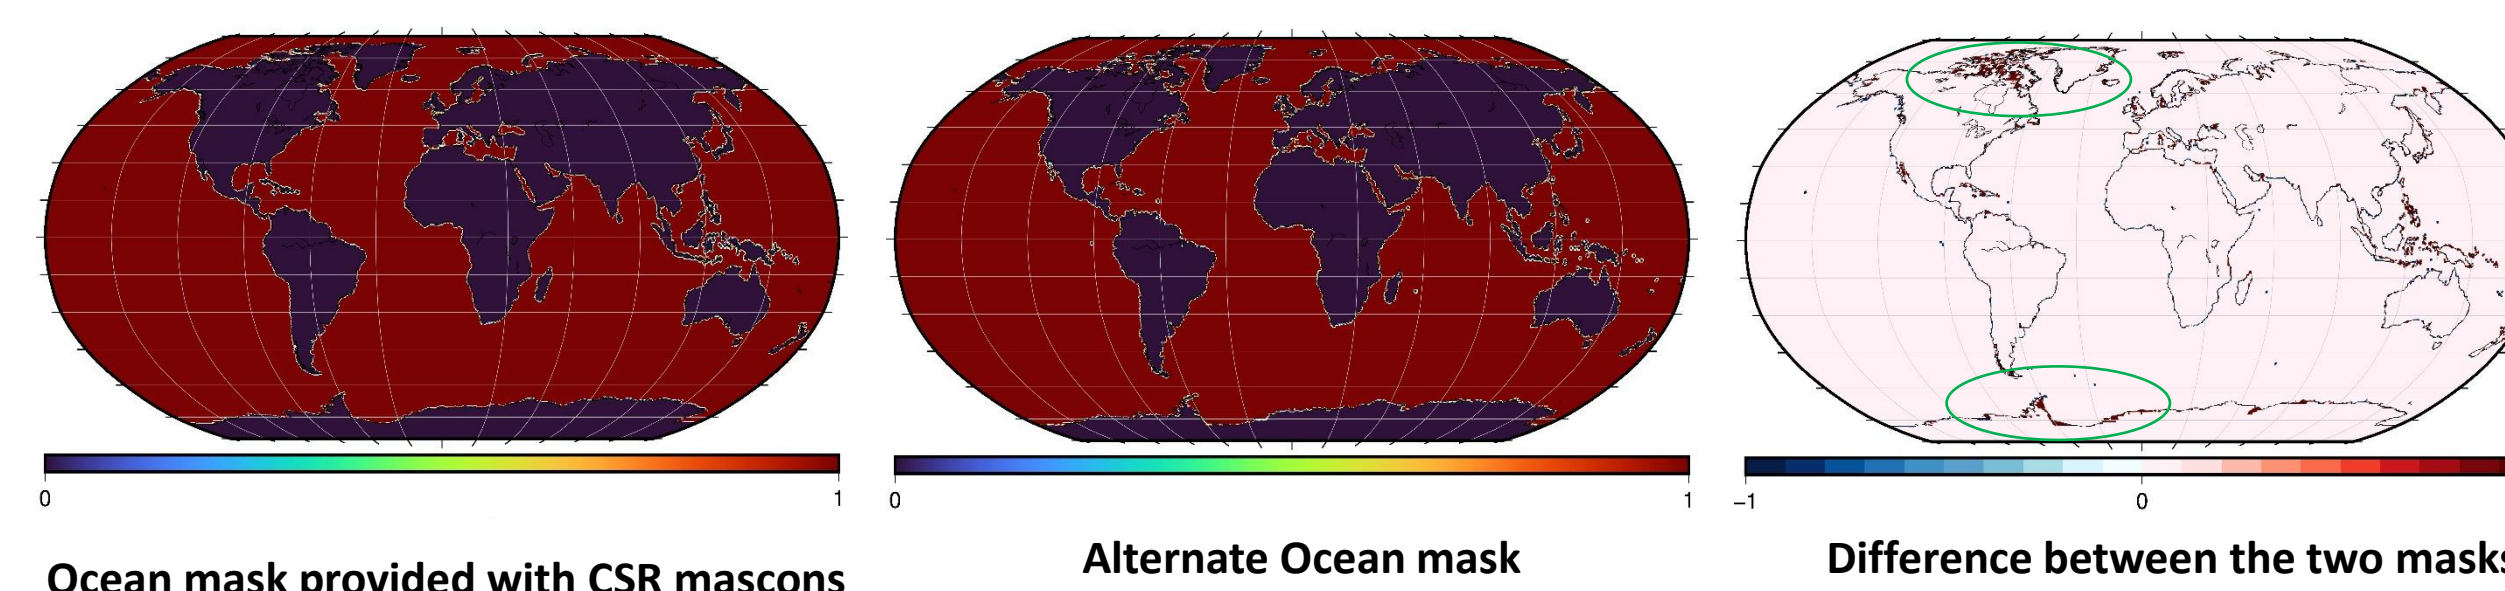 0 1
0 1
−1 0
Ocean mask provided with CSR mascons
Alternate Ocean mask
Difference between the two masks